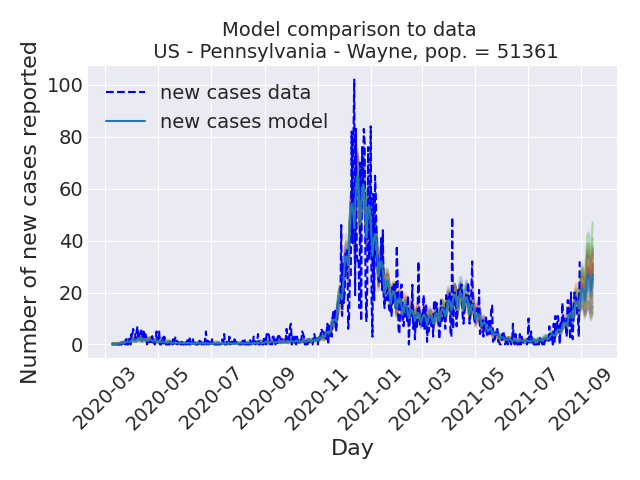 Model comparison to data
US - Pennsylvania - Wayne, pop. = 51361
Number of new cases reported
100
80
60
40
20
0
new cases data
new cases model
2020-03
2020-05
2020-07
2020-09
2020-11
2021-01
2021-03
2021-05
2021-07
2021-09
Day